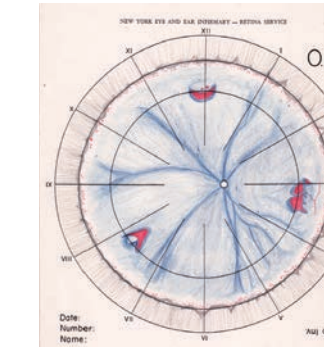 NEW YORK EYE AND EAR INFIRMARY — RETINA SERVICE
XII
XI
I
O.
X
IX
VIII
VII
VI
V
Date:
Number:
Name: